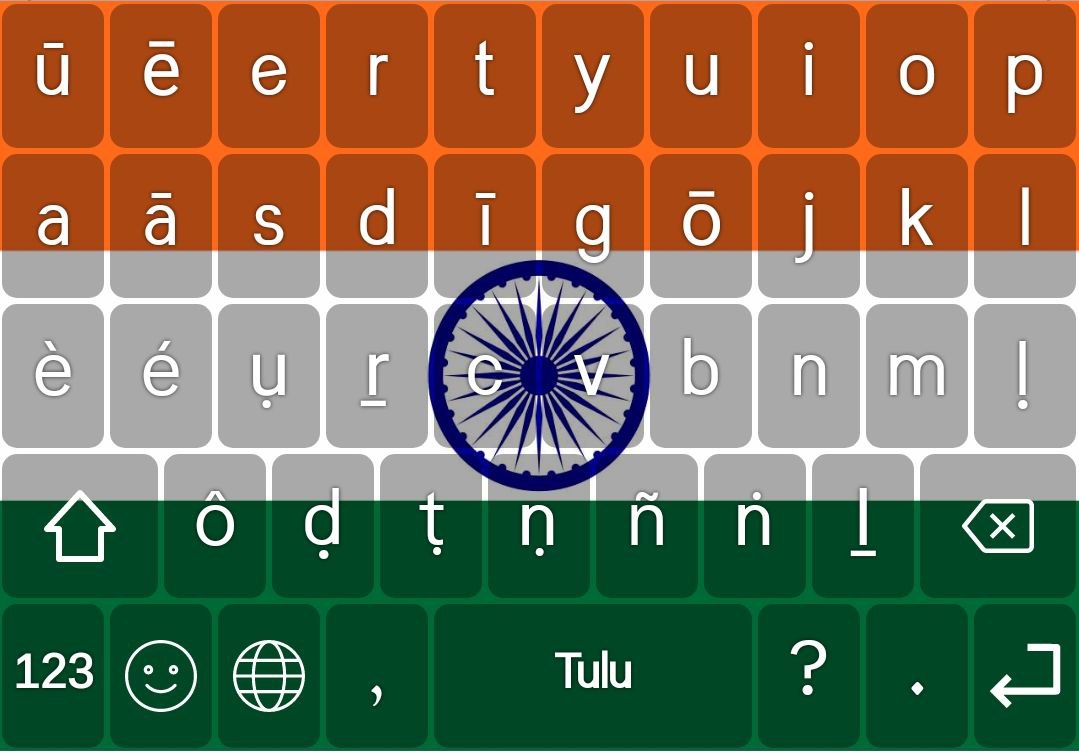 ū ē e r t y u i o p
a ā s d ī g ō j k l
è é ụ ṟ c v b n m ḷ
ô ḍ ṭ ṇ ñ ṅ ḻ
123 , Tulu ? .